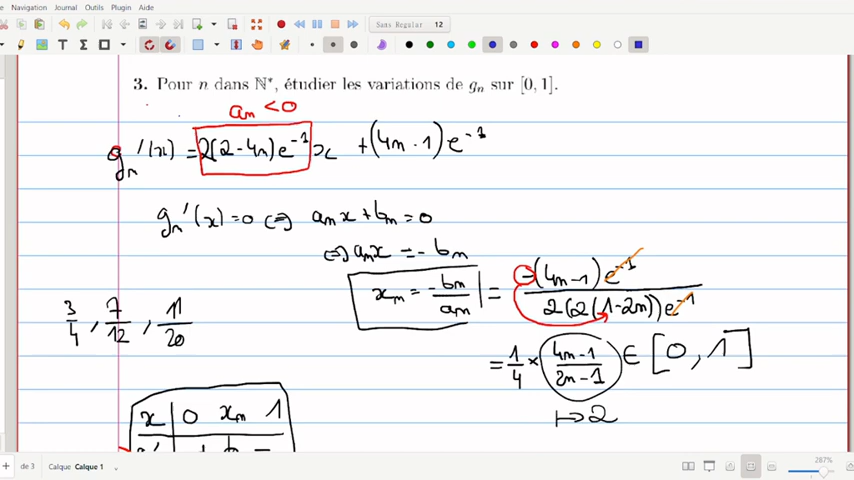 Navigation Journal Outils Plugin Aide
Sans Regular 12
3. Pour n dans ℕ*, étudier les variations de gₙ sur [0, 1].
aₙ < 0
gₙ'(x) = 2(2-4n)e⁻¹ x + (4n-1)e⁻¹
gₙ'(x) = 0 ⇔ aₙx + bₙ = 0
⇔ aₙx = -bₙ
xₙ = -bₙ/aₙ = -(4n-1)e⁻¹ / 2(2(1-2n))e⁻¹
3/4, 7/12, 11/20
= 1/4 × (4n-1)/(2n-1) ∈ [0, 1]
↦ 2
x 0 xₙ 1
de 3 Calque Calque 1 287%